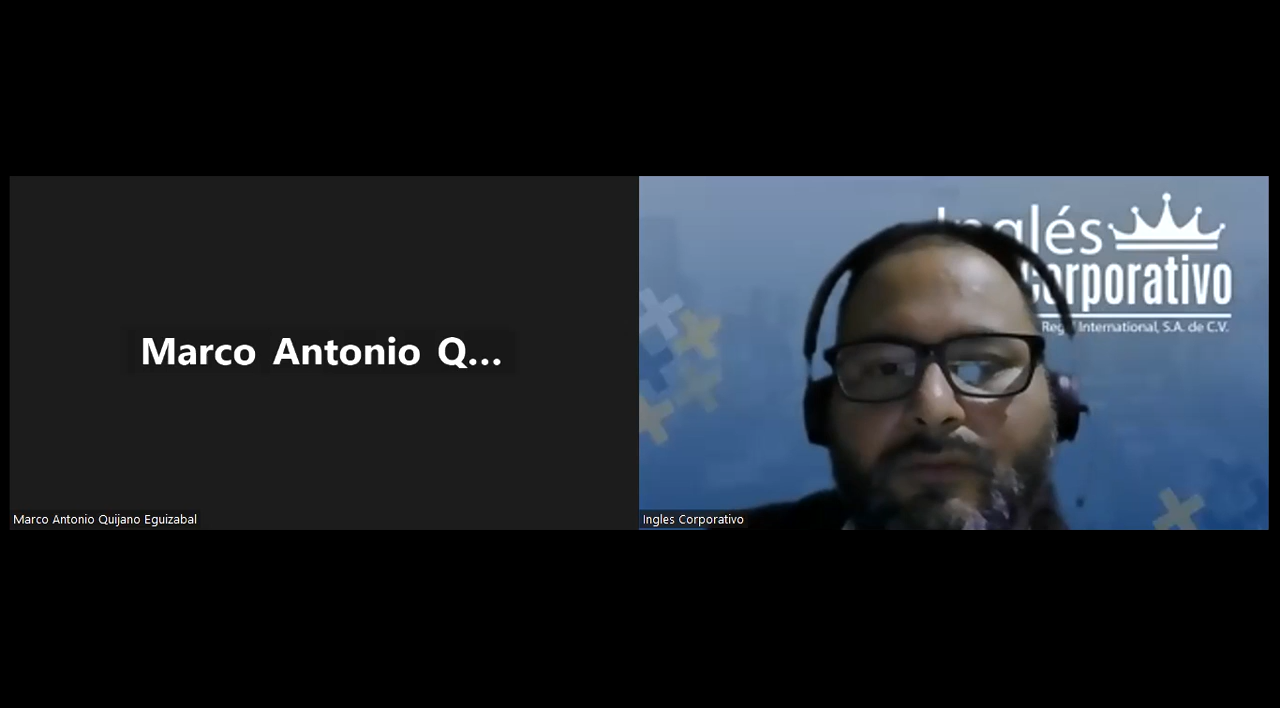 Marco Antonio Q...
Marco Antonio Quijano Eguizabal
Inglés
Corporativo
International, S.A. de C.V.
Ingles Corporativo